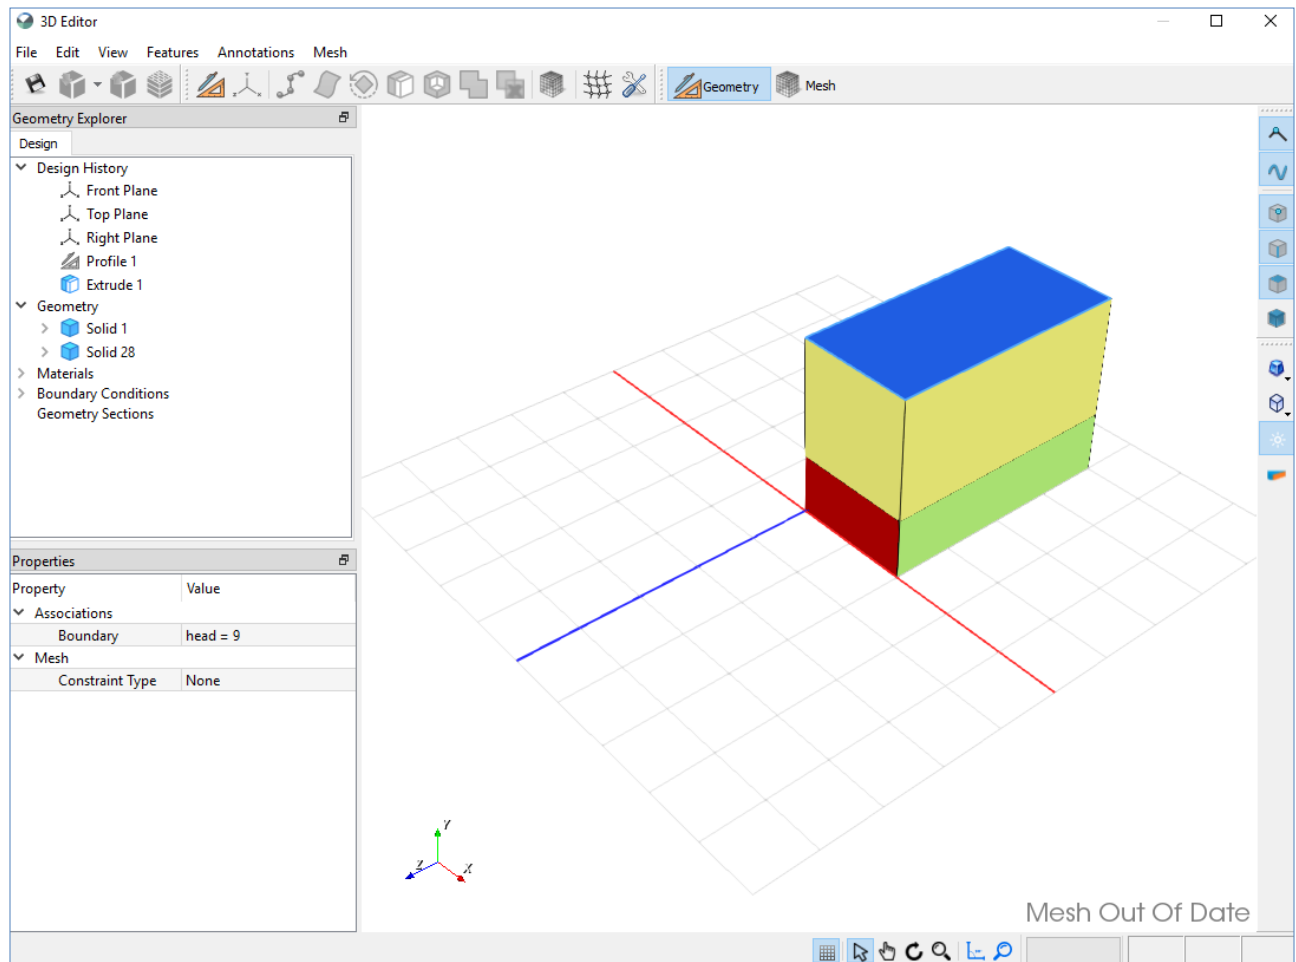 3D Editor
File Edit View Features Annotations Mesh
Geometry Mesh
Geometry Explorer
Design
Design History
Front Plane
Top Plane
Right Plane
Profile 1
Extrude 1
Geometry
Solid 1
Solid 28
Materials
Boundary Conditions
Geometry Sections
Properties
Property Value
Associations
Boundary head = 9
Mesh
Constraint Type None
Y
Z X
Mesh Out Of Date